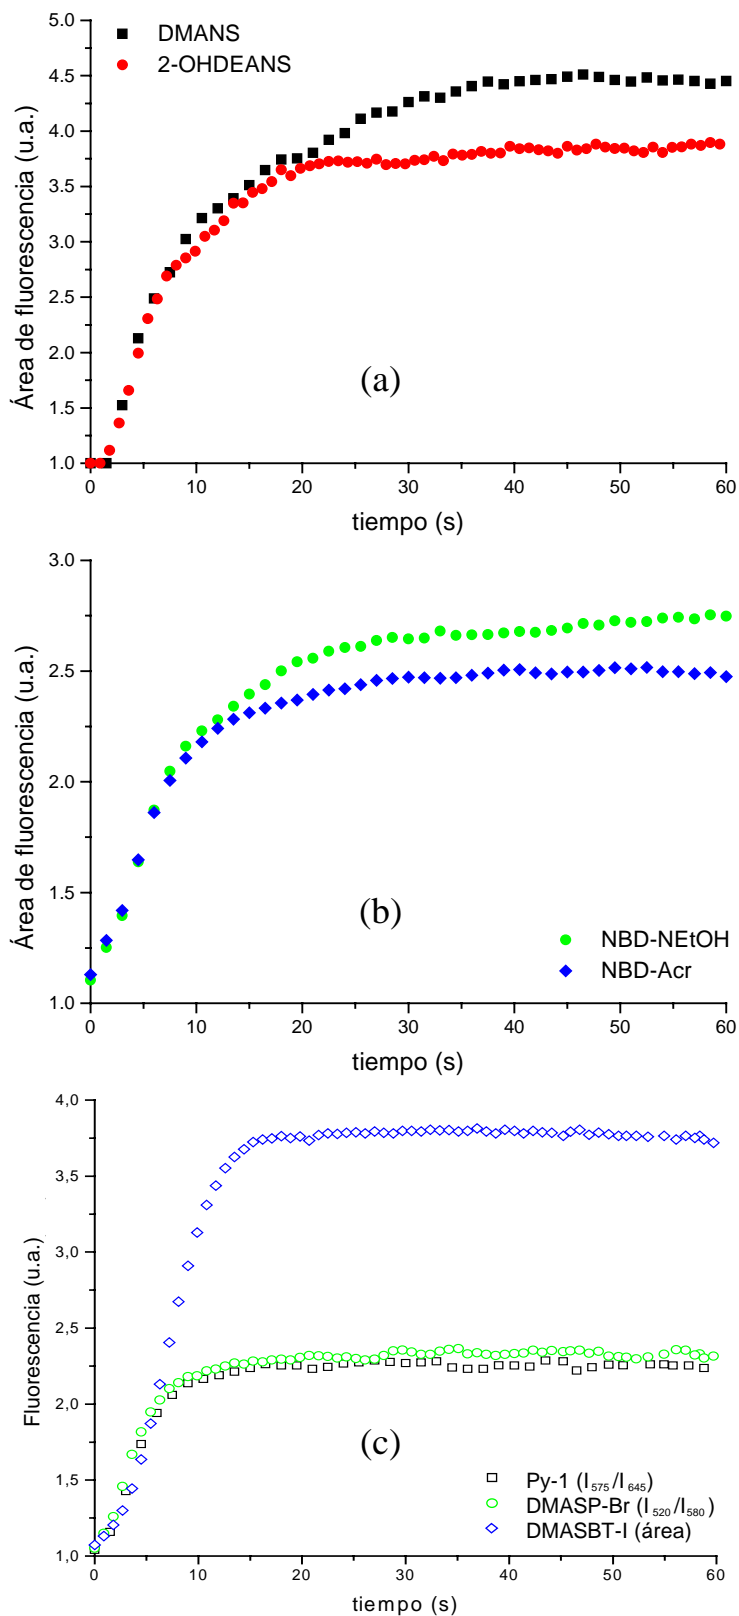 5.0
DMANS
2-OHDEANS
4.5
4.0
3.5
3.0
2.5
2.0
1.5
1.0
Área de fluorescencia (u.a.)
(a)
0 10 20 30 40 50 60
tiempo (s)
3.0
2.5
2.0
1.5
1.0
Área de fluorescencia (u.a.)
(b)
NBD-NEtOH
NBD-Acr
0 10 20 30 40 50 60
tiempo (s)
4,0
3,5
3,0
2,5
2,0
1,5
1,0
Fluorescencia (u.a.)
(c)
Py-1 (I575/I645)
DMASP-Br (I520/I580)
DMASBT-I (área)
0 10 20 30 40 50 60
tiempo (s)